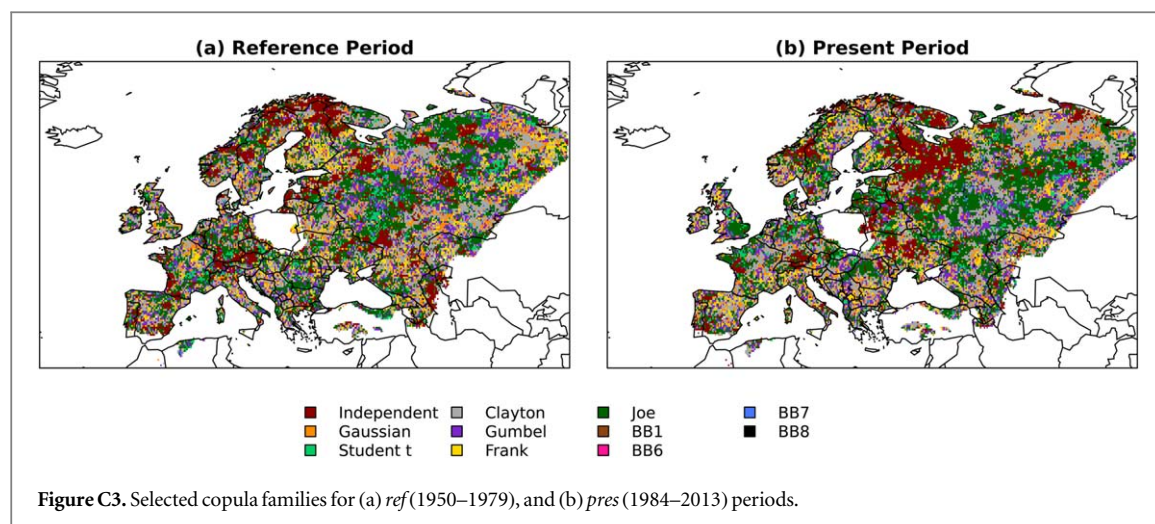 (a) Reference Period
(b) Present Period
Independent Clayton Joe BB7
Gaussian Gumbel BB1 BB8
Student t Frank BB6
Figure C3. Selected copula families for (a) ref (1950–1979), and (b) pres (1984–2013) periods.